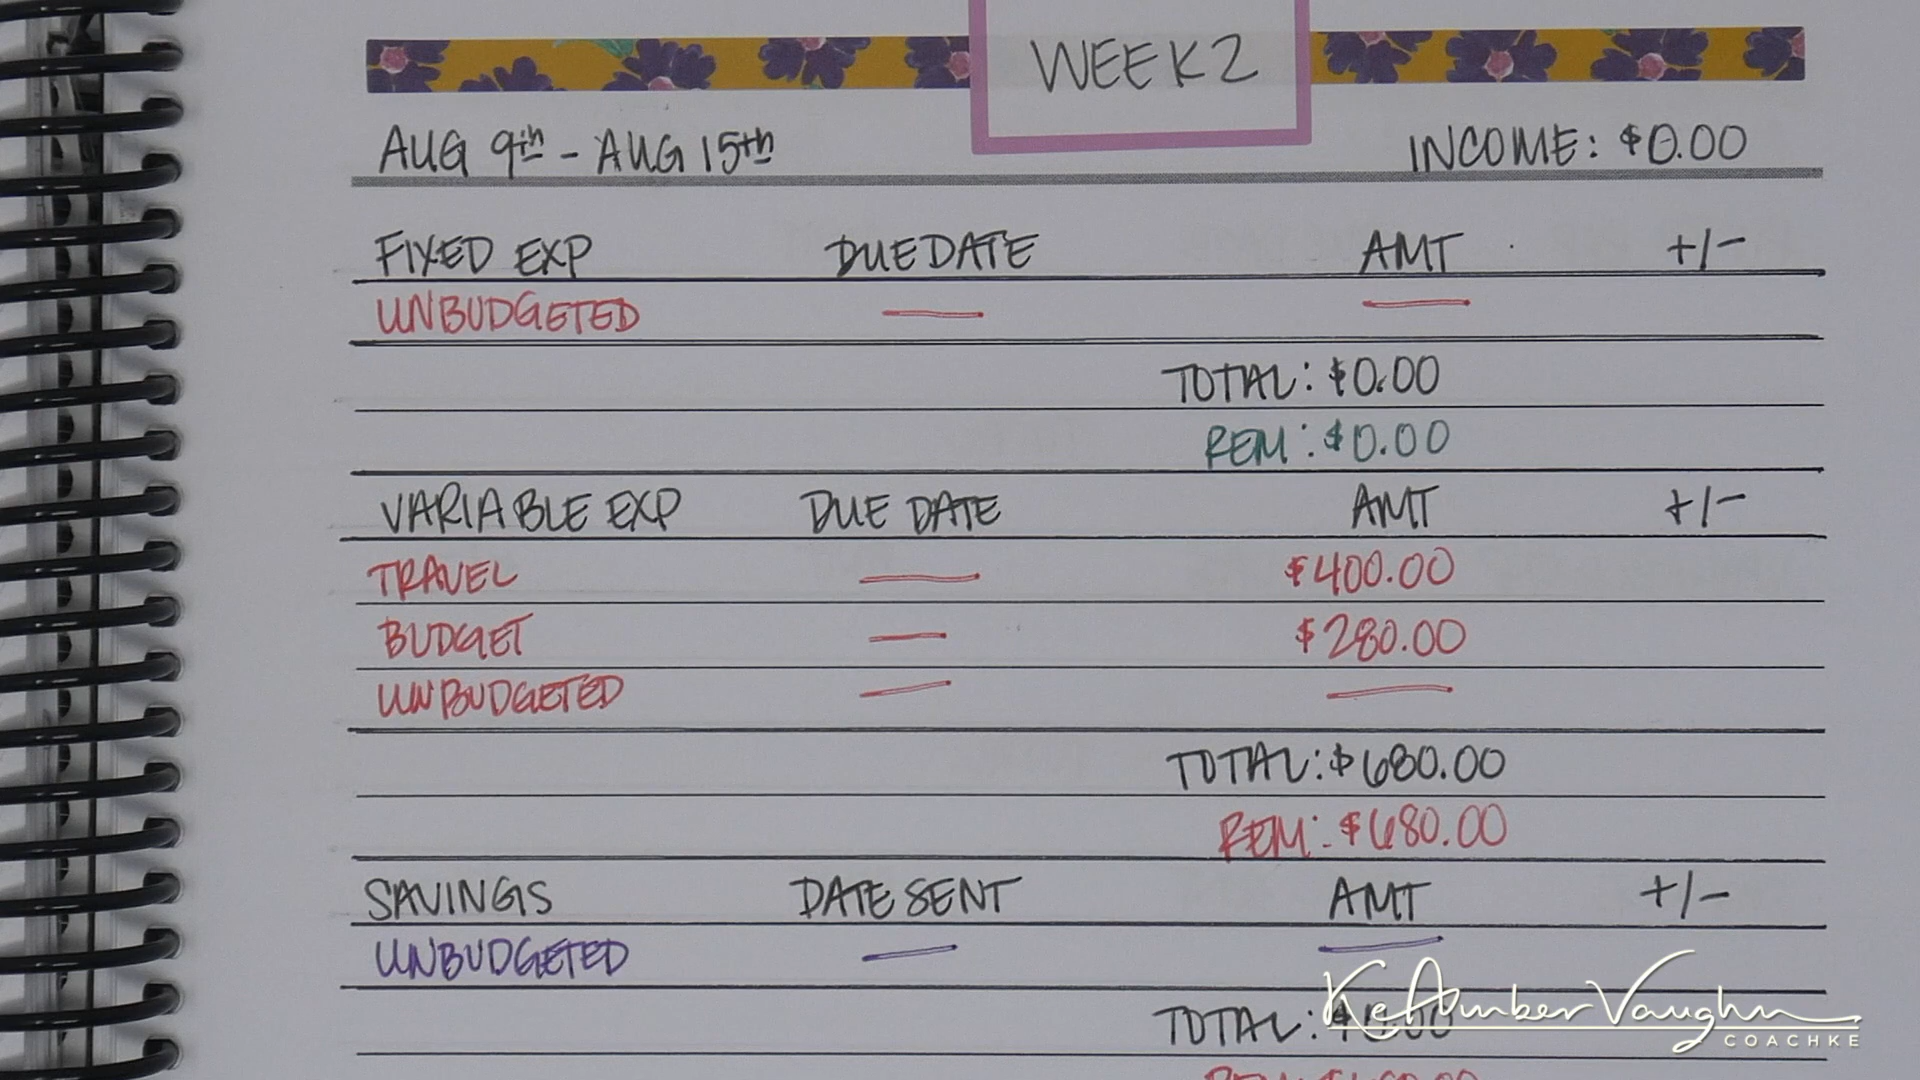 WEEK 2
AUG 9th - AUG 15th INCOME: $0.00
FIXED EXP DUE DATE AMT +/-
UNBUDGETED — —
TOTAL: $0.00
REM: $0.00
VARIABLE EXP DUE DATE AMT +/-
TRAVEL — $400.00
BUDGET — $280.00
UNBUDGETED — —
TOTAL: $680.00
REM: -$680.00
SAVINGS DATE SENT AMT +/-
UNBUDGETED — —
TOTAL:
KeAmber Vaughn
COACHKE